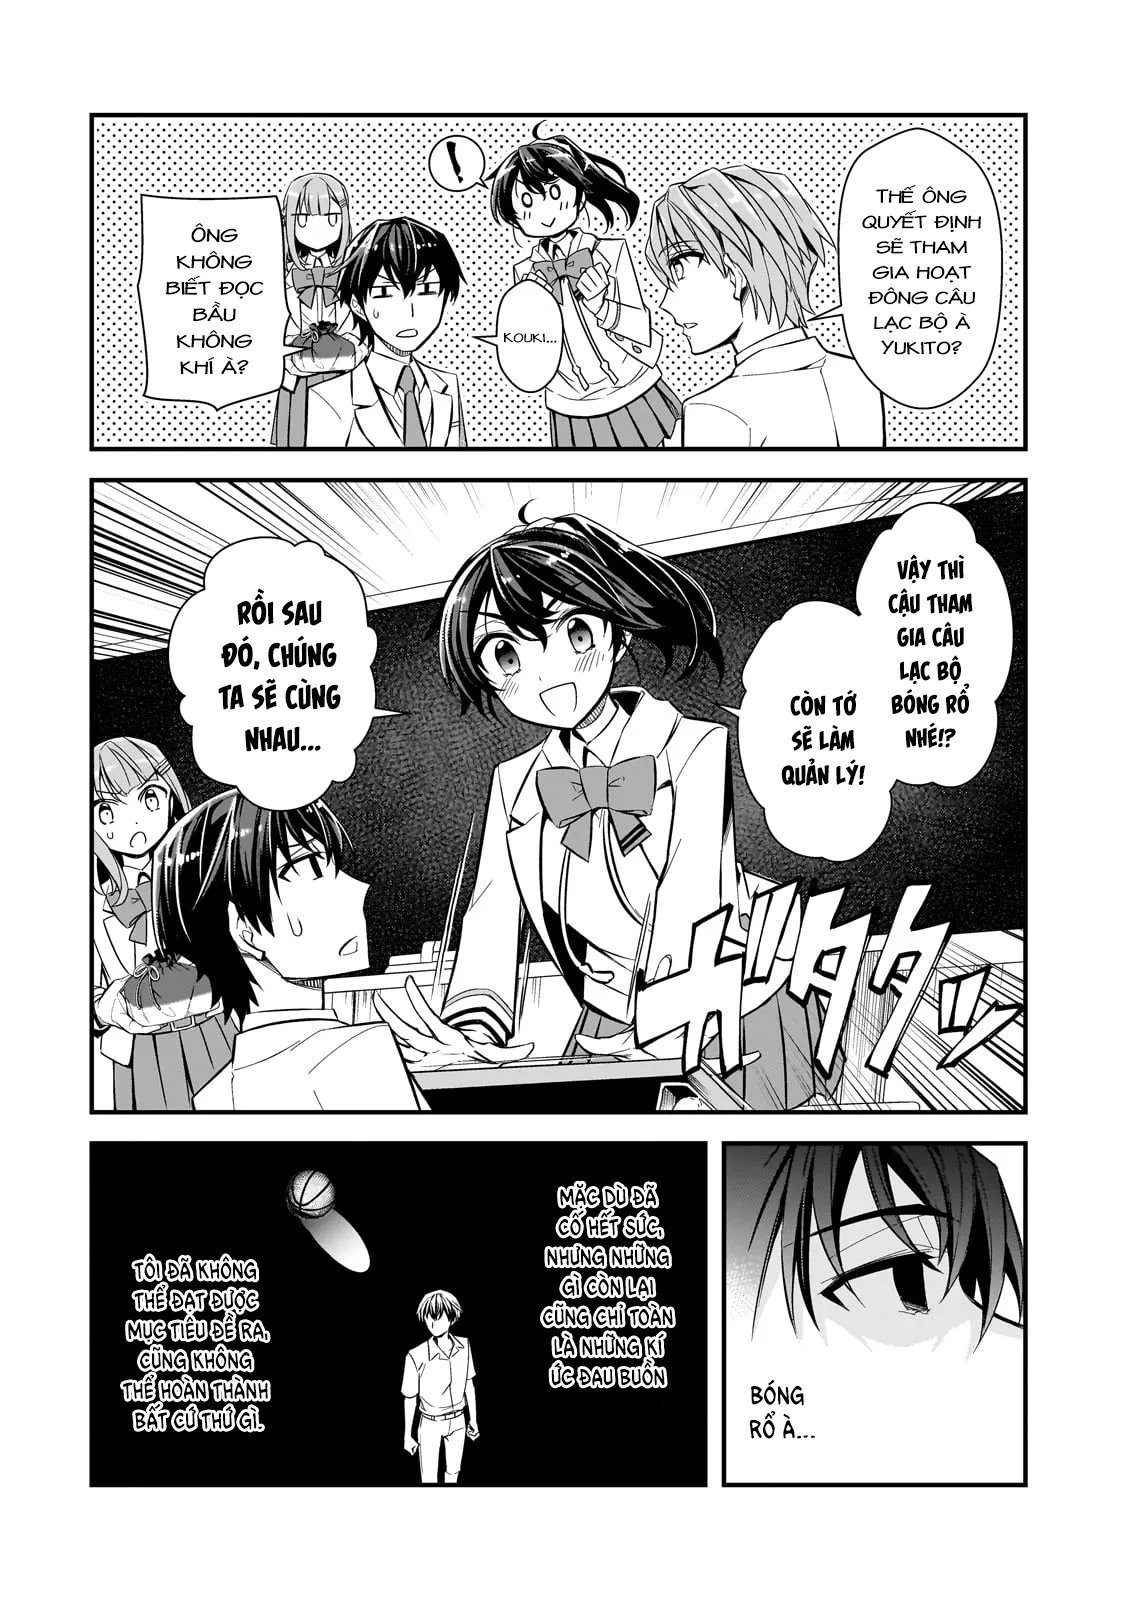 THẾ ÔNG
QUYẾT ĐỊNH
SẼ THAM
GIA HOẠT
ĐÔNG CÂU
LẠC BỘ À
YUKITO?
!
KOUKI...
ÔNG
KHÔNG
BIẾT ĐỌC
BẦU
KHÔNG
KHÍ À?
VẬY THÌ
CẬU THAM
GIA CÂU
LẠC BỘ
BÓNG RỔ
NHÉ!?
CÒN TỚ
SẼ LÀM
QUẢN LÝ!
RỒI SAU
ĐÓ, CHÚNG
TA SẼ CÙNG
NHAU...
ガタタッ
BÓNG
RỔ À...
MẶC DÙ ĐÃ
CỐ HẾT SỨC,
NHƯNG NHỮNG
GÌ CÒN LẠI
CŨNG CHỈ TOÀN
LÀ NHỮNG KÍ
ỨC ĐAU BUỒN
TÔI ĐÃ KHÔNG
THỂ ĐẠT ĐƯỢC
MỤC TIÊU ĐỀ RA,
CŨNG KHÔNG
THỂ HOÀN THÀNH
BẤT CỨ THỨ GÌ.